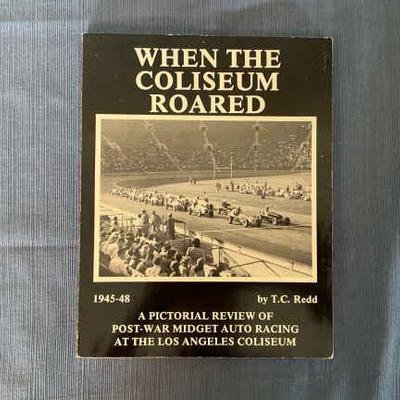 WHEN THE
COLISEUM
ROARED
1945-48 by T.C. Redd
A PICTORIAL REVIEW OF
POST-WAR MIDGET AUTO RACING
AT THE LOS ANGELES COLISEUM